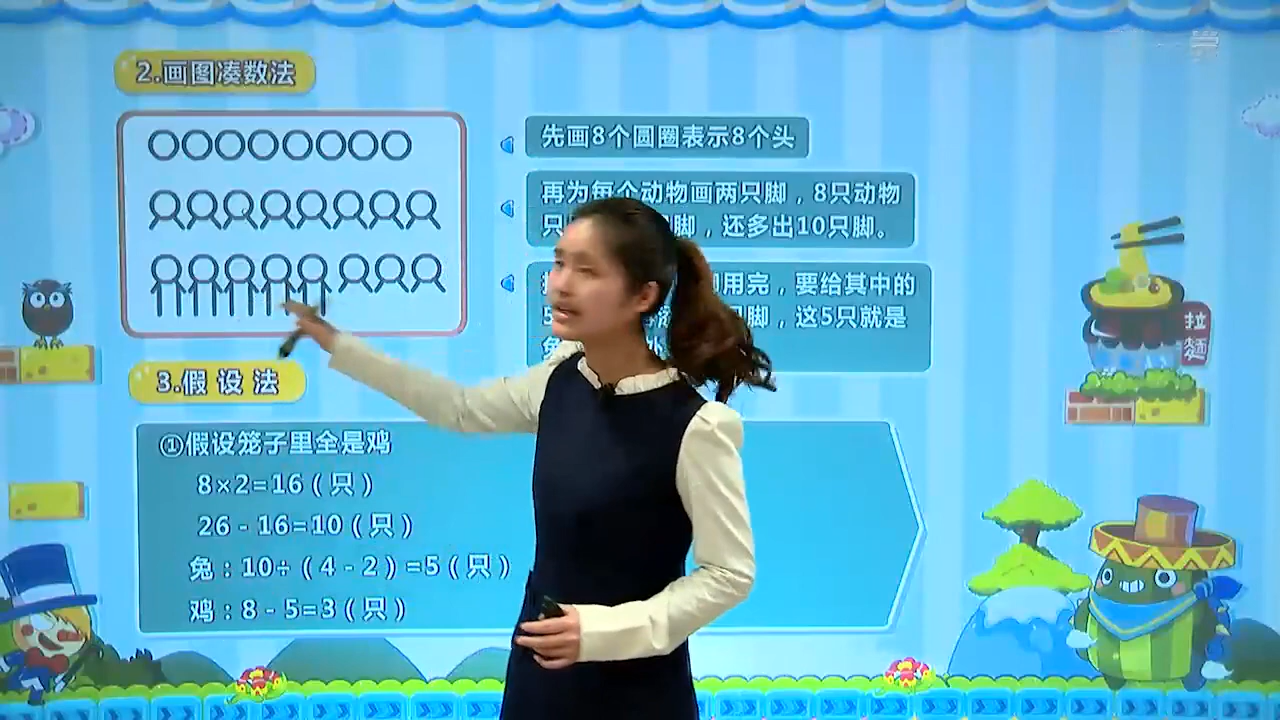 2.画图凑数法
先画8个圆圈表示8个头
再为每个动物画两只脚，8只动物
只 脚，还多出10只脚。
用完，要给其中的
5 脚，这5只就是
3.假设法
①假设笼子里全是鸡
8×2=16（只）
26-16=10（只）
兔：10÷（4-2）=5（只）
鸡：8-5=3（只）
拉
麵